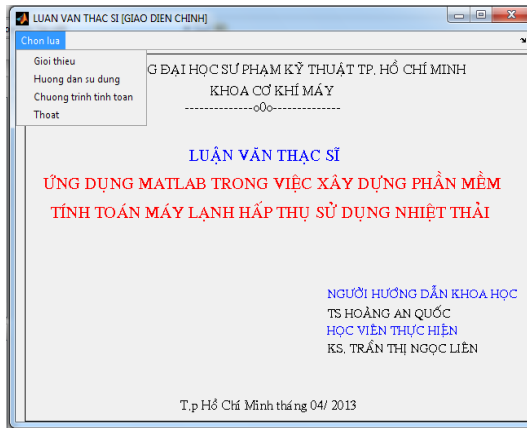 LUAN VAN THAC SI [GIAO DIEN CHINH]
Chon lua
Gioi thieu
Huong dan su dung
Chuong trinh tinh toan
Thoat
G ĐẠI HỌC SƯ PHẠM KỸ THUẬT TP. HỒ CHÍ MINH
KHOA CƠ KHÍ MÁY
--------------o0o--------------
LUẬN VĂN THẠC SĨ
ỨNG DỤNG MATLAB TRONG VIỆC XÂY DỰNG PHẦN MỀM
TÍNH TOÁN MÁY LẠNH HẤP THỤ SỬ DỤNG NHIỆT THẢI
NGƯỜI HƯỚNG DẪN KHOA HỌC
TS HOÀNG AN QUỐC
HỌC VIÊN THỰC HIỆN
KS. TRẦN THỊ NGỌC LIÊN
T.p Hồ Chí Minh tháng 04/ 2013